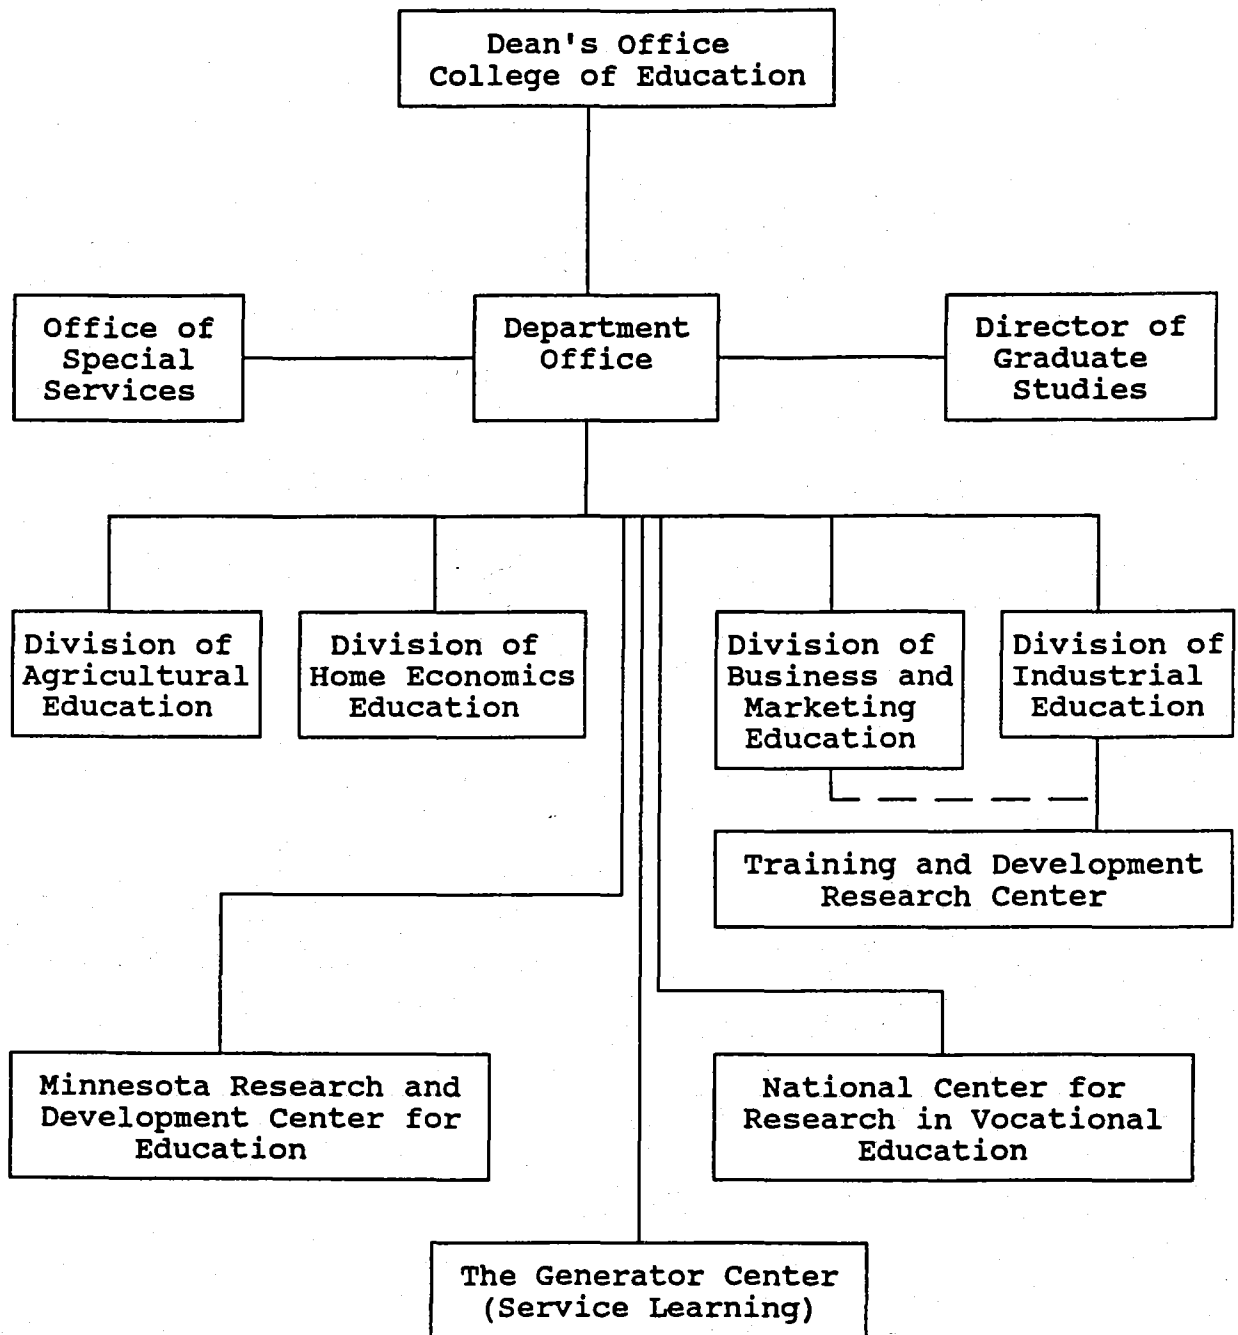 Dean's Office
College of Education
Office of
Special
Services
Department
Office
Director of
Graduate
Studies
Division of
Agricultural
Education
Division of
Home Economics
Education
Division of
Business and
Marketing
Education
Division of
Industrial
Education
Training and Development
Research Center
Minnesota Research and
Development Center for
Education
National Center for
Research in Vocational
Education
The Generator Center
(Service Learning)